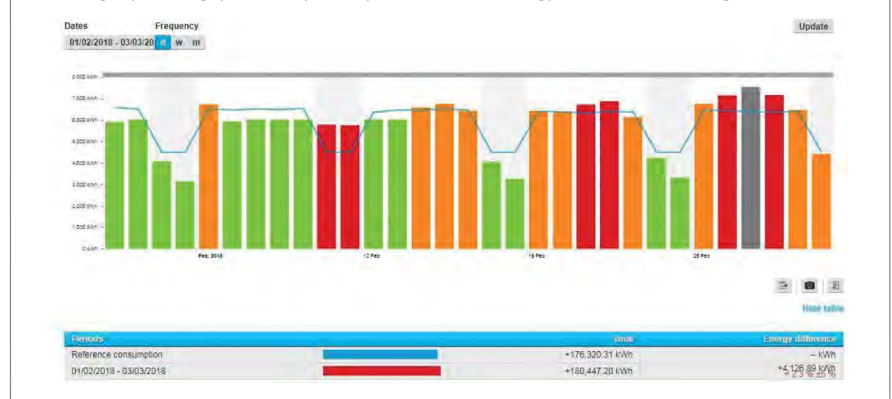 Dates Frequency
01/02/2018 - 03/03/20 d w m
Update
8.000 kWh
7.000 kWh
6.000 kWh
5.000 kWh
4.000 kWh
3.000 kWh
2.000 kWh
1.000 kWh
0 kWh
Feb, 2018 12 Feb 19 Feb 26 Feb
Hide table
Periods Total Energy difference
Reference consumption +176,320.31 kWh -- kWh
01/02/2018 - 03/03/2018 +180,447.20 kWh +4,126.89 kWh